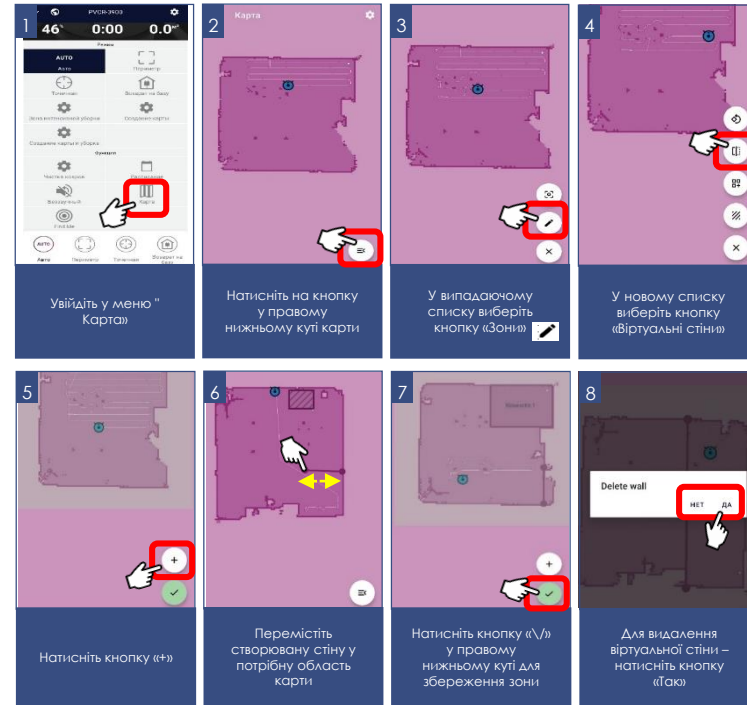 1
PVCR-3903
46%
0:00
0.0м²
Режим
AUTO
Авто
Периметр
Точечная
Возврат на базу
Зона интенсивной уборки
Создание карты
Создание карты и уборка
Функции
Чистка ковров
Расписание
Беззвучный
Карта
Find Me
AUTO
Авто
Периметр
Точечная
Возврат на базу
Увійдіть у меню "
Карта»
2
Карта
Натисніть на кнопку
у правому
нижньому куті карти
3
У випадаючому
списку виберіть
кнопку «Зони»
4
У новому списку
виберіть кнопку
«Віртуальні стіни»
5
Натисніть кнопку «+»
6
Перемістіть
створювану стіну у
потрібну область
карти
7
Натисніть кнопку «\/»
у правому
нижньому куті для
збереження зони
8
Delete wall
НЕТ ДА
Для видалення
віртуальної стіни –
натисніть кнопку
«Так»